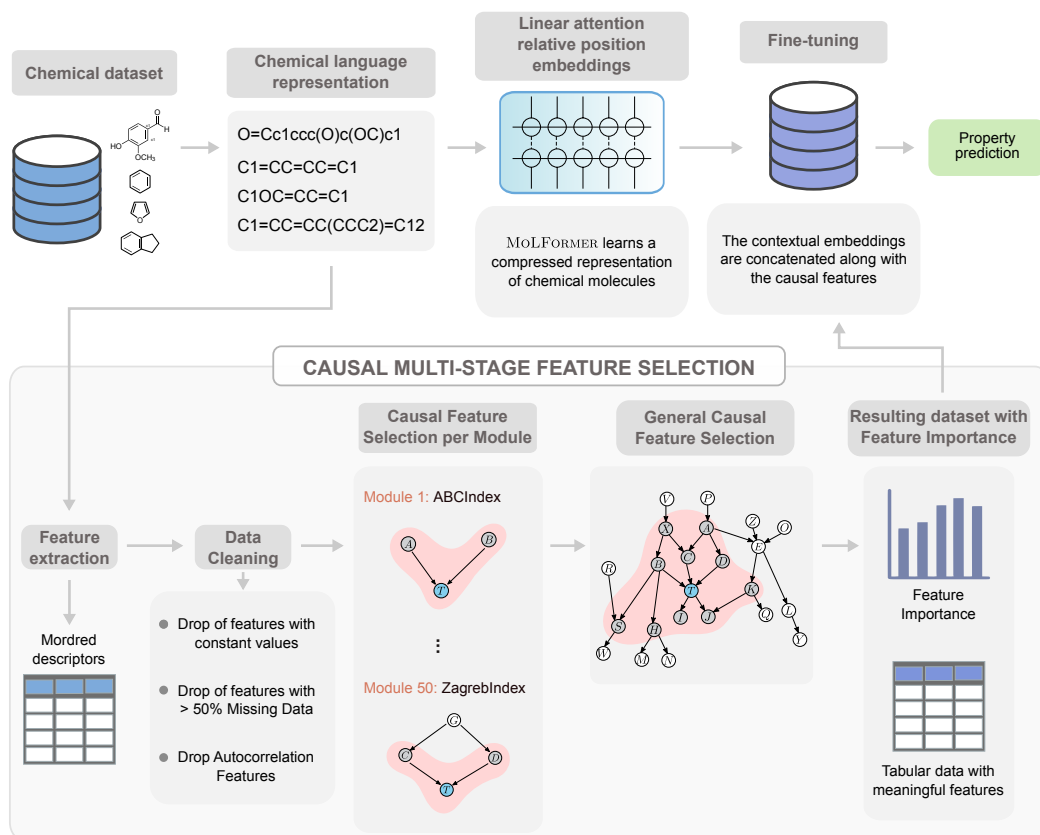 Chemical dataset
Chemical language
representation
Linear attention
relative position
embeddings
Fine-tuning
O
H
HO
OCH₃
O
O=Cc1ccc(O)c(OC)c1
C1=CC=CC=C1
C1OC=CC=C1
C1=CC=CC(CCC2)=C12
Property
prediction
MOLFORMER learns a
compressed representation
of chemical molecules
The contextual embeddings
are concatenated along with
the causal features
CAUSAL MULTI-STAGE FEATURE SELECTION
Feature
extraction
Mordred
descriptors
Data
Cleaning
Drop of features with
constant values
Drop of features with
> 50% Missing Data
Drop Autocorrelation
Features
Causal Feature
Selection per Module
Module 1: ABCIndex
A B
T
⋮
Module 50: ZagrebIndex
G
C D
T
General Causal
Feature Selection
V P
X A Z O
C E
R B D
T K
S H I J Q L
W M N Y
Resulting dataset with
Feature Importance
Feature
Importance
Tabular data with
meaningful features